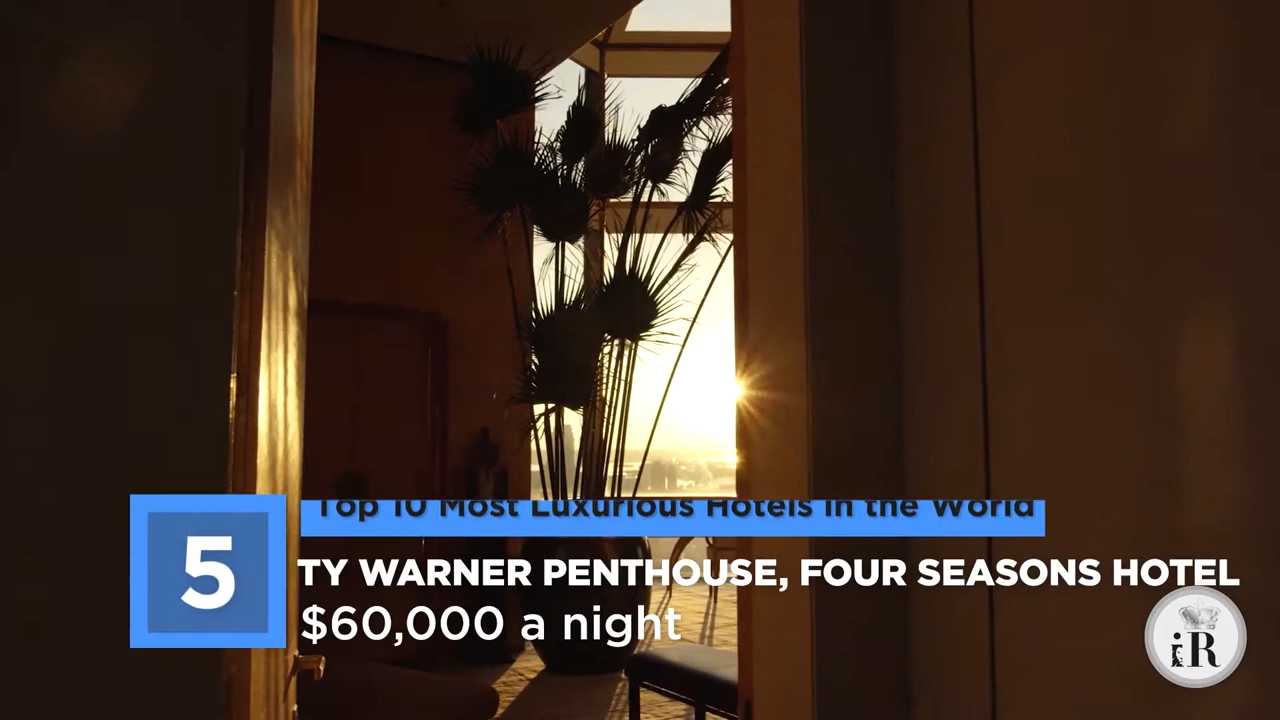 Top 10 Most Luxurious Hotels in the World
5
TY WARNER PENTHOUSE, FOUR SEASONS HOTEL
$60,000 a night
iR